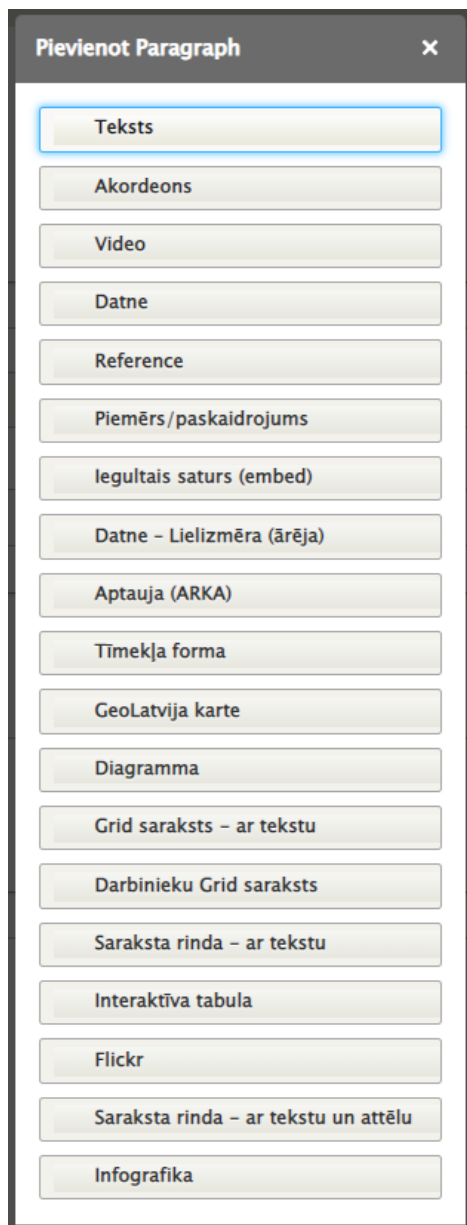 Pievienot Paragraph ×
Teksts
Akordeons
Video
Datne
Reference
Piemērs/paskaidrojums
Iegultais saturs (embed)
Datne – Lielizmēra (ārēja)
Aptauja (ARKA)
Tīmekļa forma
GeoLatvija karte
Diagramma
Grid saraksts – ar tekstu
Darbinieku Grid saraksts
Saraksta rinda – ar tekstu
Interaktīva tabula
Flickr
Saraksta rinda – ar tekstu un attēlu
Infografika